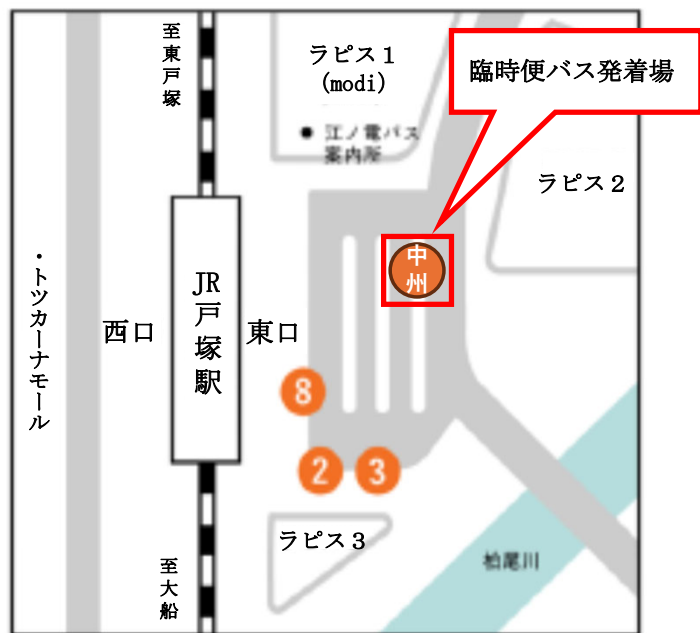 至東戸塚
ラピス１
(modi)
● 江ノ電バス
案内所
臨時便バス発着場
ラピス２
中州
・トツカーナモール
西口
JR戸塚駅
東口
8
2
3
ラピス３
柏尾川
至大船